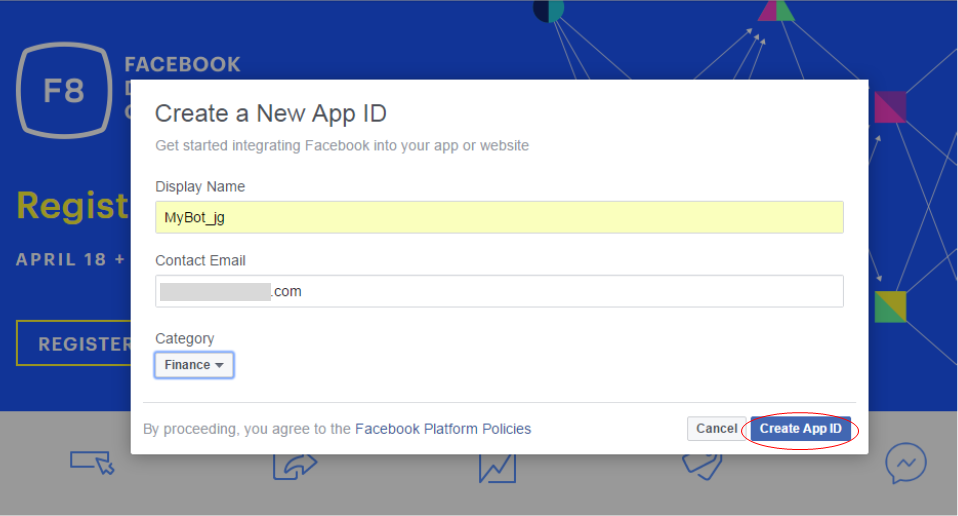 F8
FACEBOOK
Create a New App ID
Get started integrating Facebook into your app or website
Display Name
MyBot_jg
Regist
Contact Email
APRIL 18 +
.com
Category
REGISTER
Finance
By proceeding, you agree to the Facebook Platform Policies
Cancel Create App ID